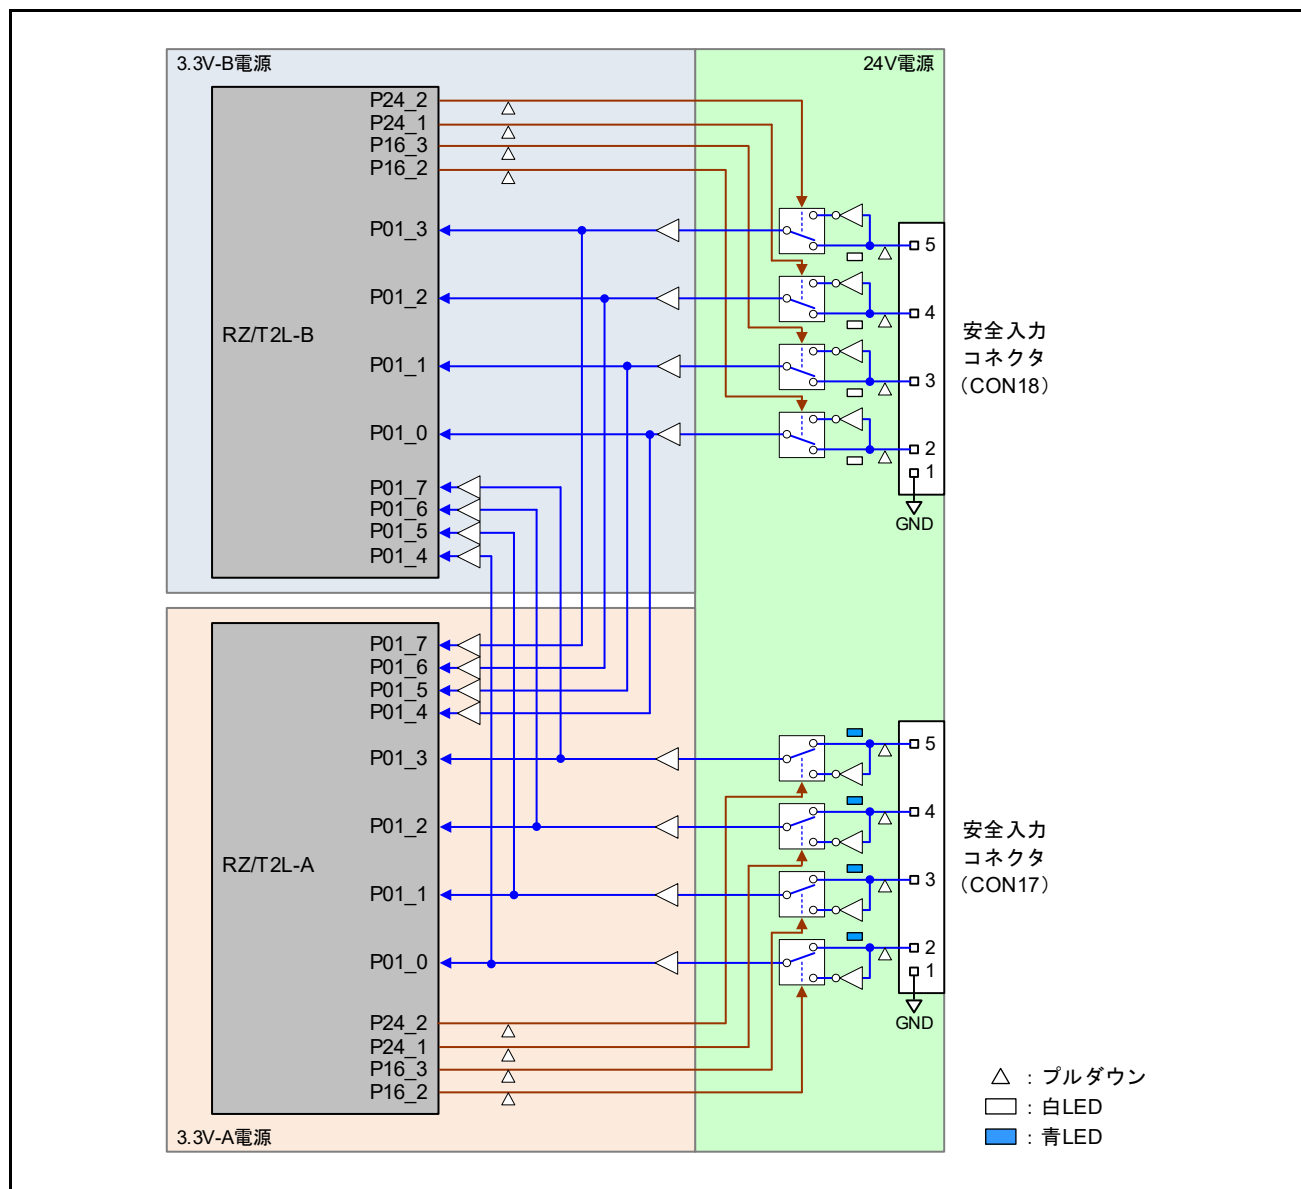 3.3V-B電源
24V電源
P24_2
P24_1
P16_3
P16_2
P01_3
P01_2
RZ/T2L-B
P01_1
P01_0
P01_7
P01_6
P01_5
P01_4
5
4
3
2
1
GND
安全入力
コネクタ
（CON18）
P01_7
P01_6
P01_5
P01_4
P01_3
P01_2
RZ/T2L-A
P01_1
P01_0
P24_2
P24_1
P16_3
P16_2
3.3V-A電源
5
4
3
2
1
GND
安全入力
コネクタ
（CON17）
：プルダウン
：白LED
：青LED